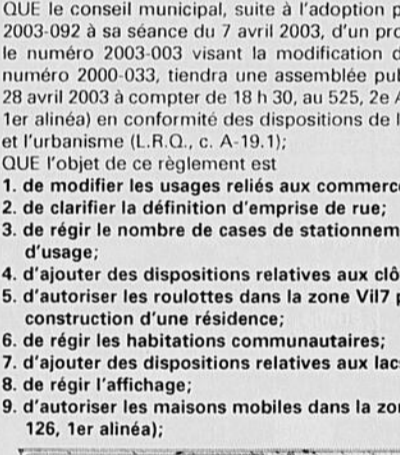 QUE le conseil municipal, suite à l'adoption p
2003-092 à sa séance du 7 avril 2003, d'un pro
le numéro 2003-003 visant la modification d
numéro 2000-033, tiendra une assemblée pub
28 avril 2003 à compter de 18 h 30, au 525, 2e A
1er alinéa) en conformité des dispositions de l
et l'urbanisme (L.R.Q., c. A-19.1);
QUE l'objet de ce règlement est
1. de modifier les usages reliés aux commerce
2. de clarifier la définition d'emprise de rue;
3. de régir le nombre de cases de stationnem
d'usage;
4. d'ajouter des dispositions relatives aux clô
5. d'autoriser les roulottes dans la zone Vil7 p
construction d'une résidence;
6. de régir les habitations communautaires;
7. d'ajouter des dispositions relatives aux lacs
8. de régir l'affichage;
9. d'autoriser les maisons mobiles dans la zon
126, 1er alinéa);